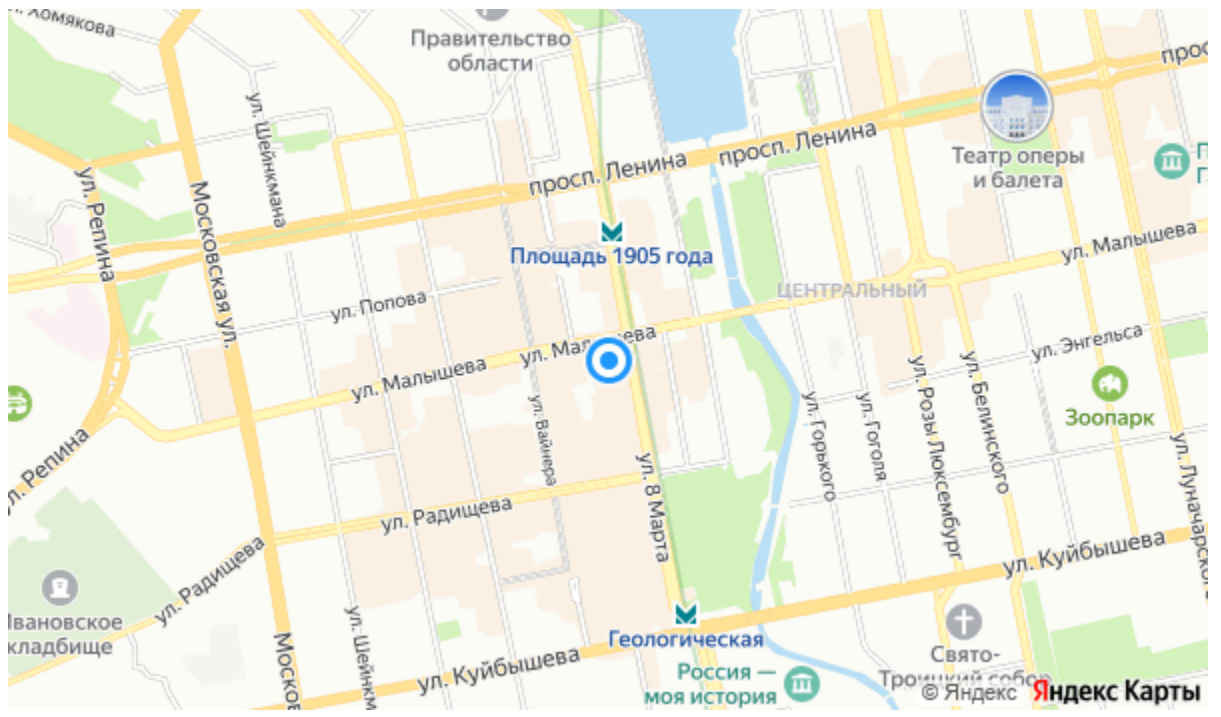 Хомякова
Правительство
области
просп. Ленина
просп. Ленина
Театр оперы
и балета
ул. Шейнкмана
ул. Репина
Московская ул.
Площадь 1905 года
ул. Малышева
ЦЕНТРАЛЬНЫЙ
ул. Попова
ул. Малышева
ул. Малышева
ул. Энгельса
Зоопарк
ул. Вайнера
ул. Горького
ул. Гоголя
ул. Розы Люксембург
ул. Белинского
ул. Луначарского
ул. Репина
ул. 8 Марта
ул. Радищева
ул. Радищева
ул. Куйбышева
Ивановское
кладбище
Геологическая
ул. Куйбышева
Россия —
моя история
Свято-
Троицкий собор
© Яндекс Яндекс Карты